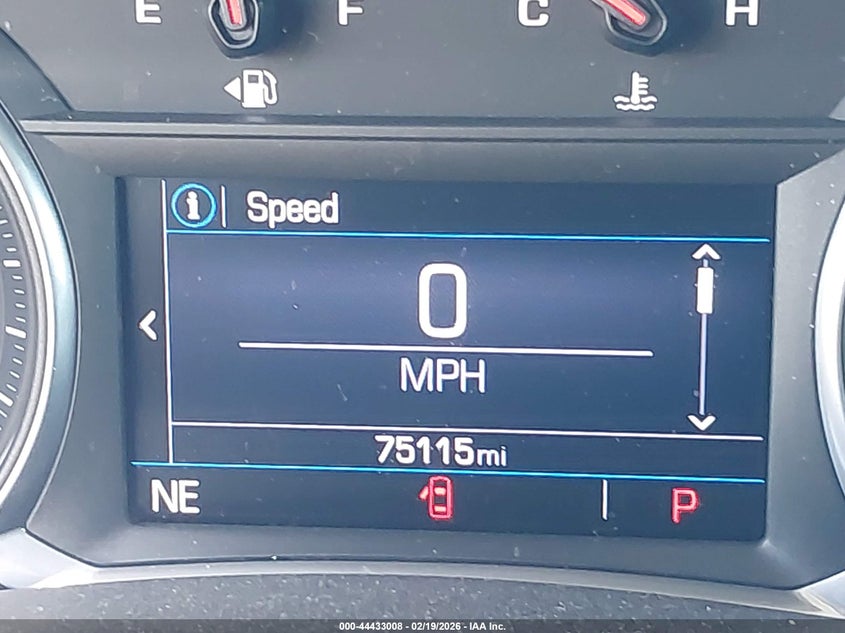 E F C H
Speed
0
MPH
75115mi
NE P
000-44433008 - 02/19/2026 - IAA Inc.